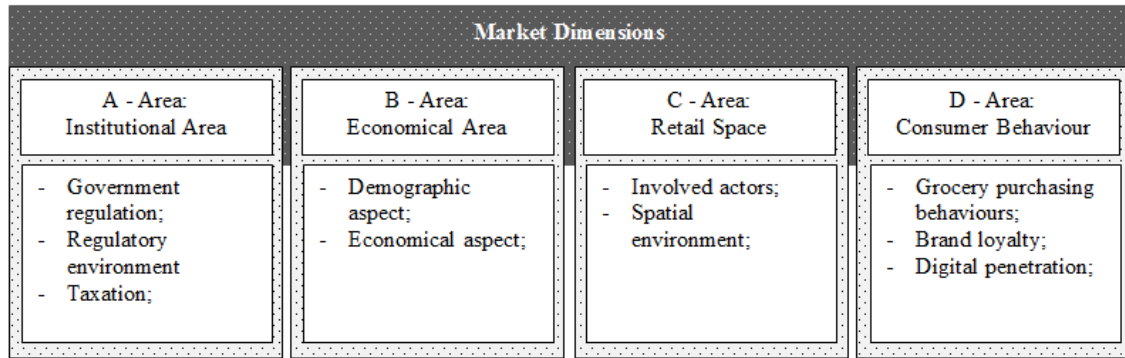 Market Dimensions
A - Area:
Institutional Area
- Government
regulation;
- Regulatory
environment
- Taxation;
B - Area:
Economical Area
- Demographic
aspect;
- Economical aspect;
C - Area:
Retail Space
- Involved actors;
- Spatial
environment;
D - Area:
Consumer Behaviour
- Grocery purchasing
behaviours;
- Brand loyalty;
- Digital penetration;